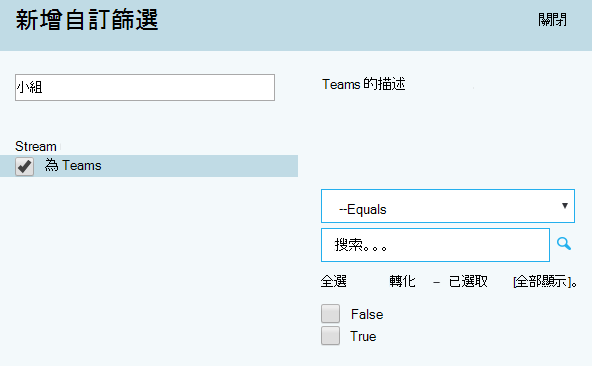 新增自訂篩選
關閉
小組
Teams 的描述
Stream
為 Teams
--Equals
搜索。。。
全選 轉化 – 已選取 [全部顯示]。
False
True